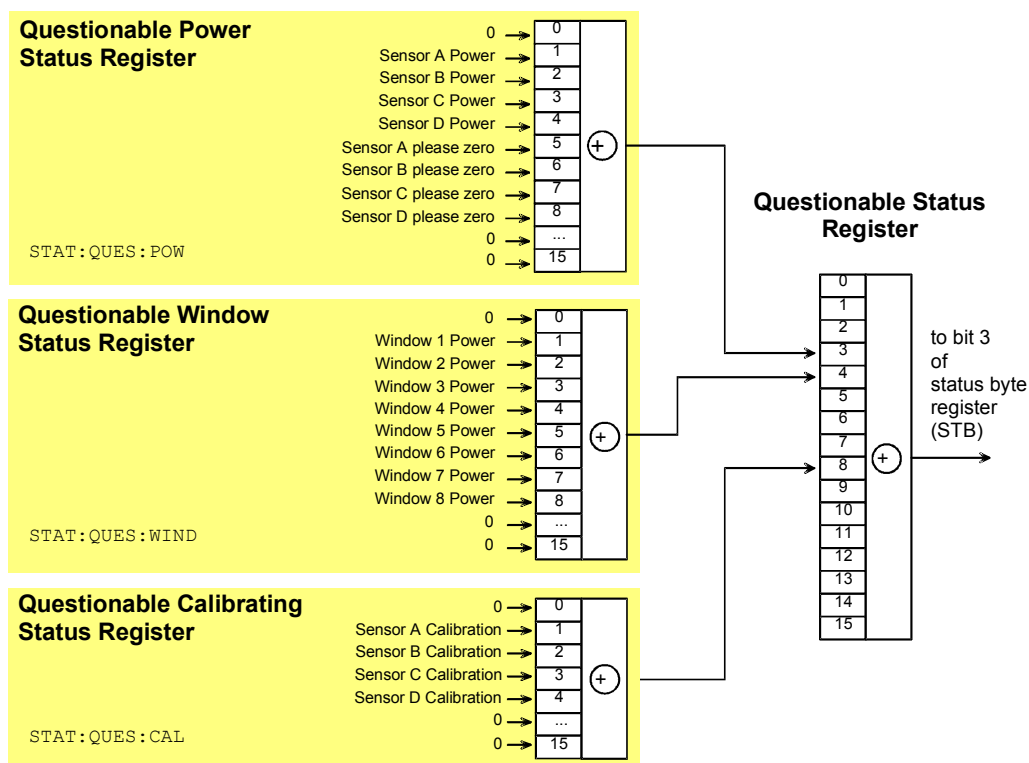 Questionable Power
Status Register
0 0
Sensor A Power 1
Sensor B Power 2
Sensor C Power 3
Sensor D Power 4
Sensor A please zero 5
Sensor B please zero 6
Sensor C please zero 7
Sensor D please zero 8
0 ...
0 15
STAT:QUES:POW
+
Questionable Window
Status Register
0 0
Window 1 Power 1
Window 2 Power 2
Window 3 Power 3
Window 4 Power 4
Window 5 Power 5
Window 6 Power 6
Window 7 Power 7
Window 8 Power 8
0 ...
0 15
STAT:QUES:WIND
+
Questionable Calibrating
Status Register
0 0
Sensor A Calibration 1
Sensor B Calibration 2
Sensor C Calibration 3
Sensor D Calibration 4
0 ...
0 15
STAT:QUES:CAL
+
Questionable Status
Register
0
1
2
3
4
5
6
7
8
9
10
11
12
13
14
15
+
to bit 3
of
status byte
register
(STB)